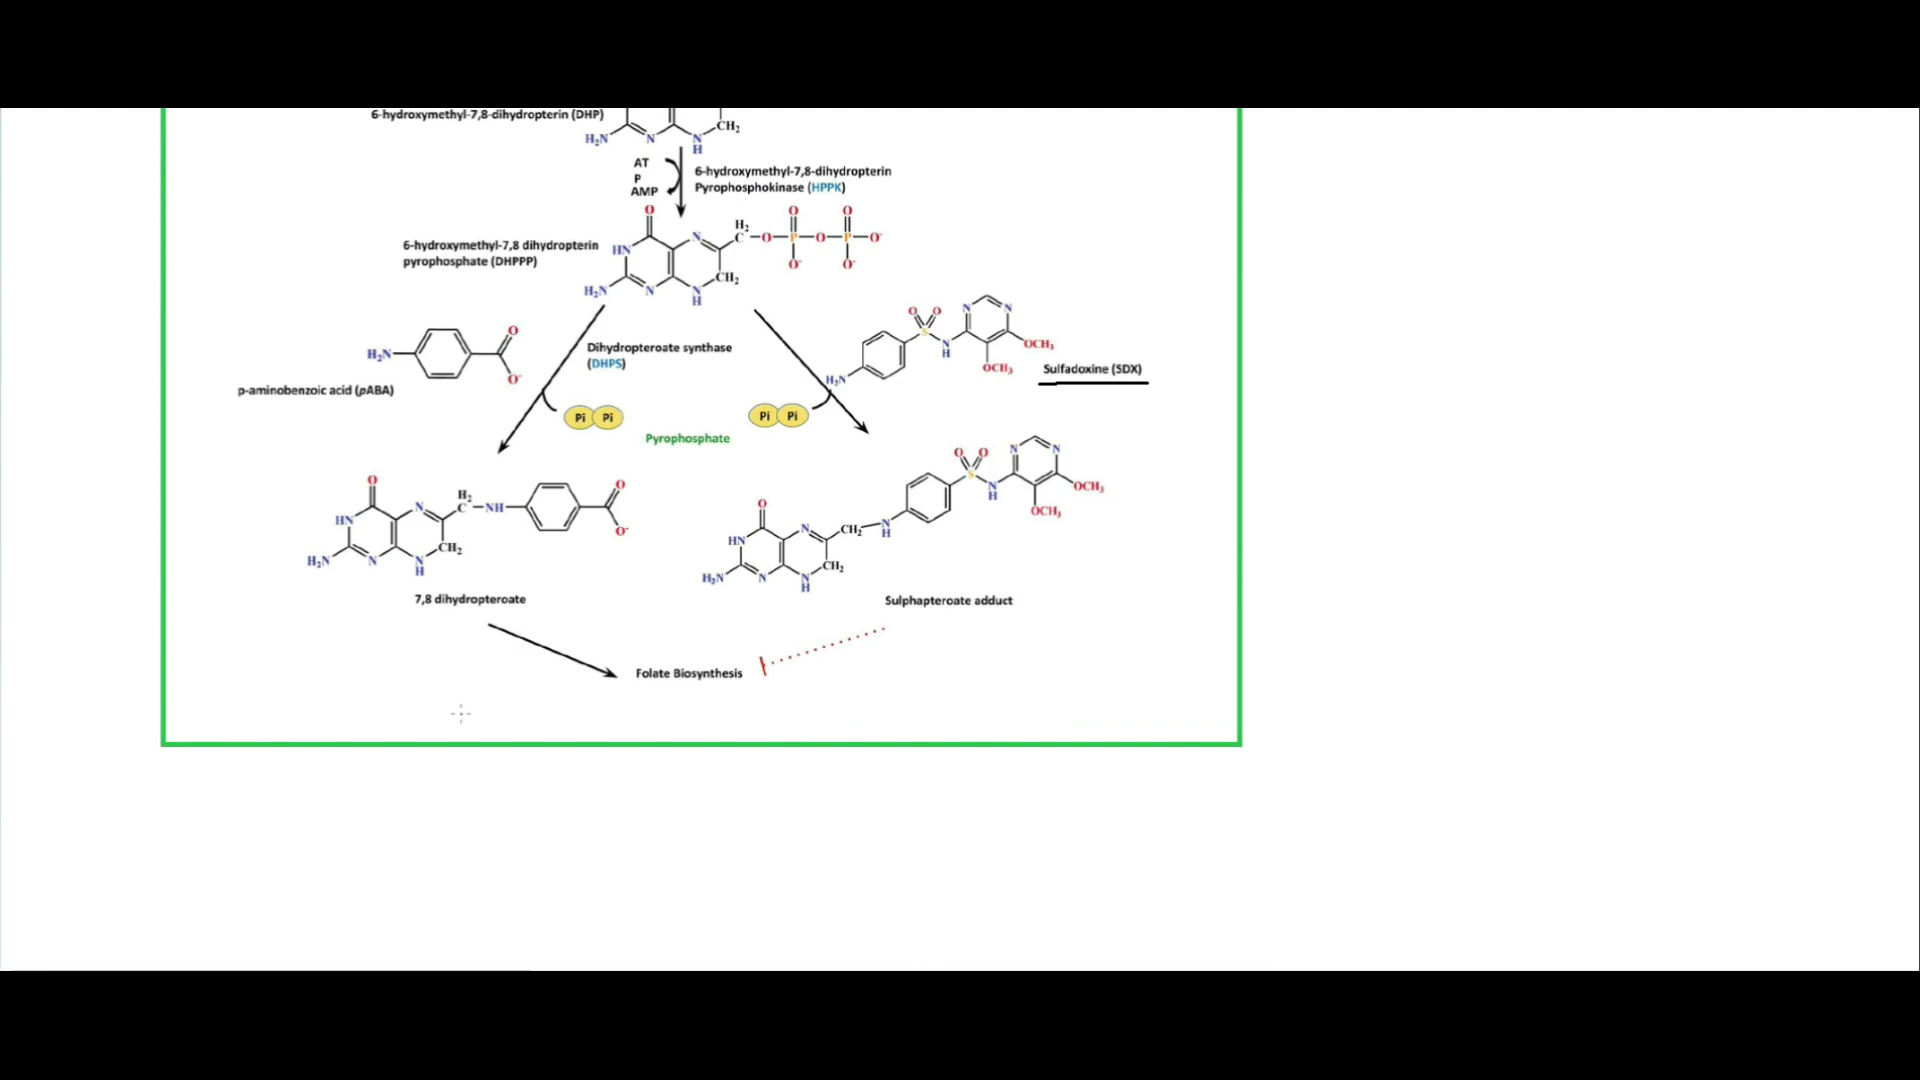 6-hydroxymethyl-7,8-dihydropterin (DHP)
CH₂
H₂N
N
N
H
AT
P
AMP
6-hydroxymethyl-7,8-dihydropterin
Pyrophosphokinase (HPPK)
6-hydroxymethyl-7,8 dihydropterin
pyrophosphate (DHPPP)
O
HN
N
H₂
C
O
O
P
O
O
P
O⁻
O⁻
O⁻
CH₂
H₂N
N
N
H
H₂N
O
O⁻
p-aminobenzoic acid (pABA)
Dihydropteroate synthase
(DHPS)
O
O
S
N
H
N
N
OCH₃
OCH₃
H₂N
Sulfadoxine (SDX)
Pi
Pi
Pi
Pi
Pyrophosphate
O
HN
N
H₂
C
NH
O
O⁻
CH₂
H₂N
N
N
H
7,8 dihydropteroate
O
O
S
N
H
N
N
OCH₃
OCH₃
O
HN
N
CH₂
N
H
CH₂
H₂N
N
N
H
Sulphapteroate adduct
Folate Biosynthesis